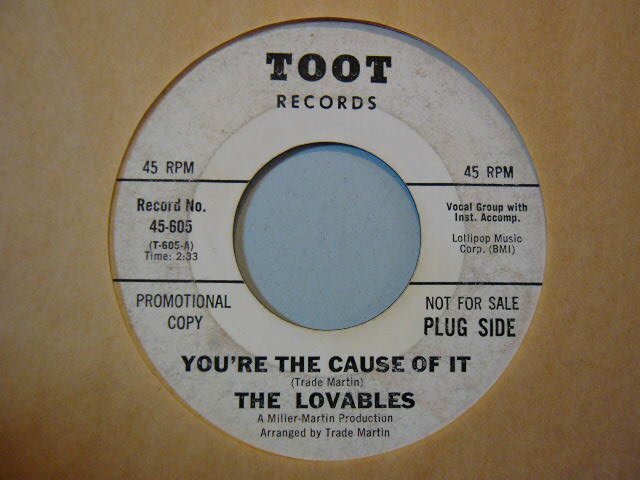 TOOT
RECORDS
45 RPM
45 RPM
Record No.
45-605
(T-605-A)
Time: 2:33
Vocal Group with
Inst. Accomp.
Lollipop Music
Corp. (BMI)
PROMOTIONAL
COPY
NOT FOR SALE
PLUG SIDE
YOU'RE THE CAUSE OF IT
(Trade Martin)
THE LOVABLES
A Miller-Martin Production
Arranged by Trade Martin